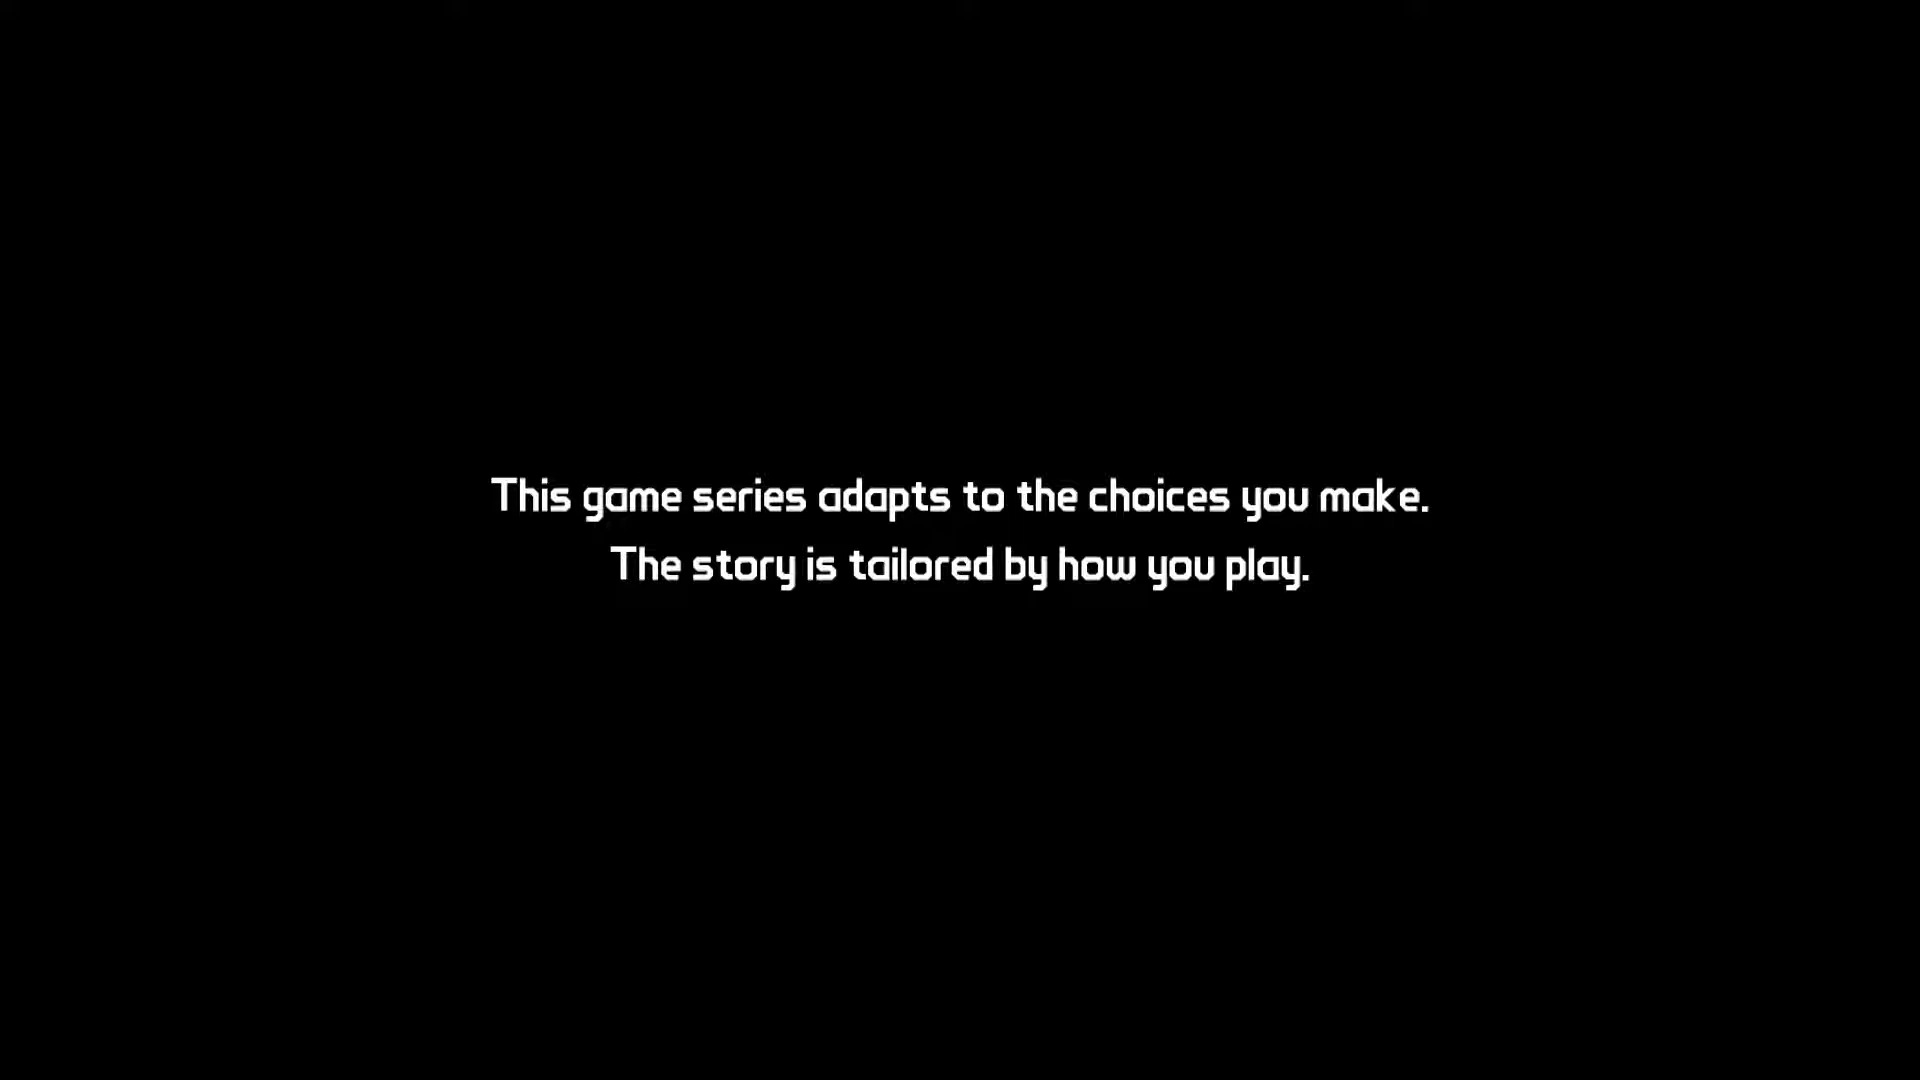 This game series adapts to the choices you make.
The story is tailored by how you play.